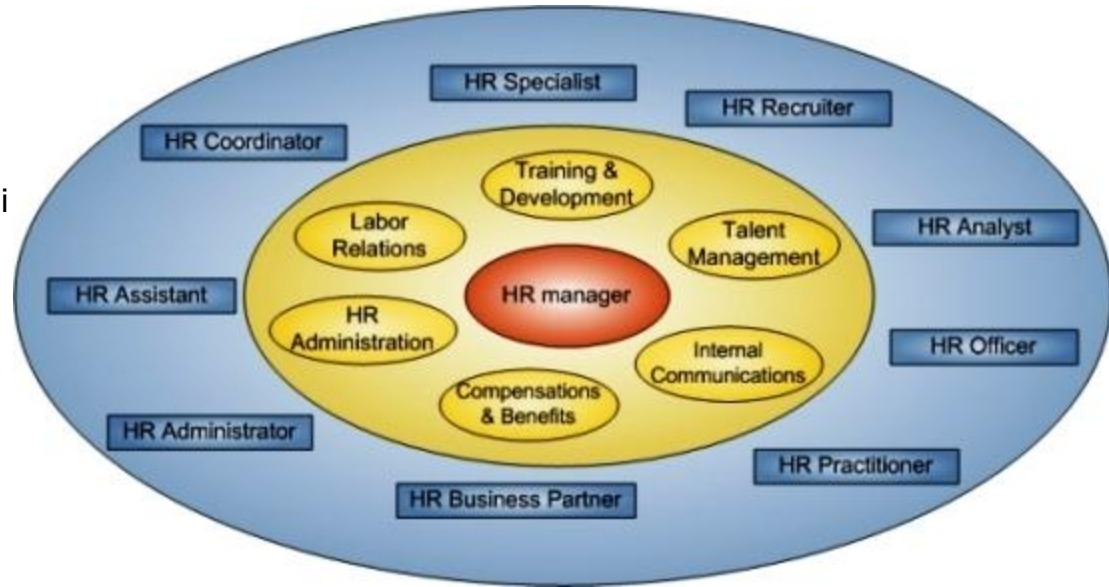 HR Specialist
HR Recruiter
HR Coordinator
Training &
Development
i
Labor
Relations
Talent
Management
HR Analyst
HR Assistant
HR manager
HR
Administration
Internal
Communications
HR Officer
Compensations
& Benefits
HR Administrator
HR Practitioner
HR Business Partner